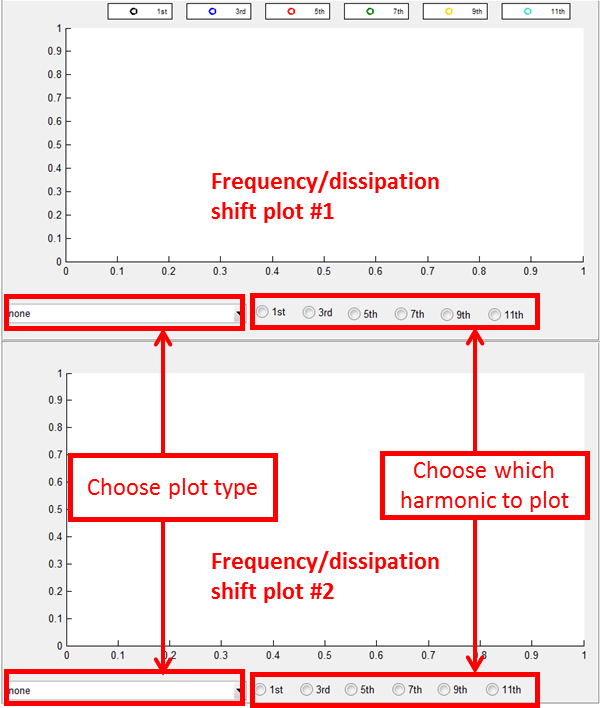 1st 3rd 5th 7th 9th 11th
1
0.9
0.8
0.7
0.6
0.5
0.4
0.3
0.2
0.1
0
Frequency/dissipation
shift plot #1
0 0.1 0.2 0.3 0.4 0.5 0.6 0.7 0.8 0.9 1
none 1st 3rd 5th 7th 9th 11th
1
0.9
0.8
0.7
0.6
0.5
0.4
0.3
0.2
0.1
0
Choose plot type
Choose which
harmonic to plot
Frequency/dissipation
shift plot #2
0 0.1 0.2 0.3 0.4 0.5 0.6 0.7 0.8 0.9 1
none 1st 3rd 5th 7th 9th 11th